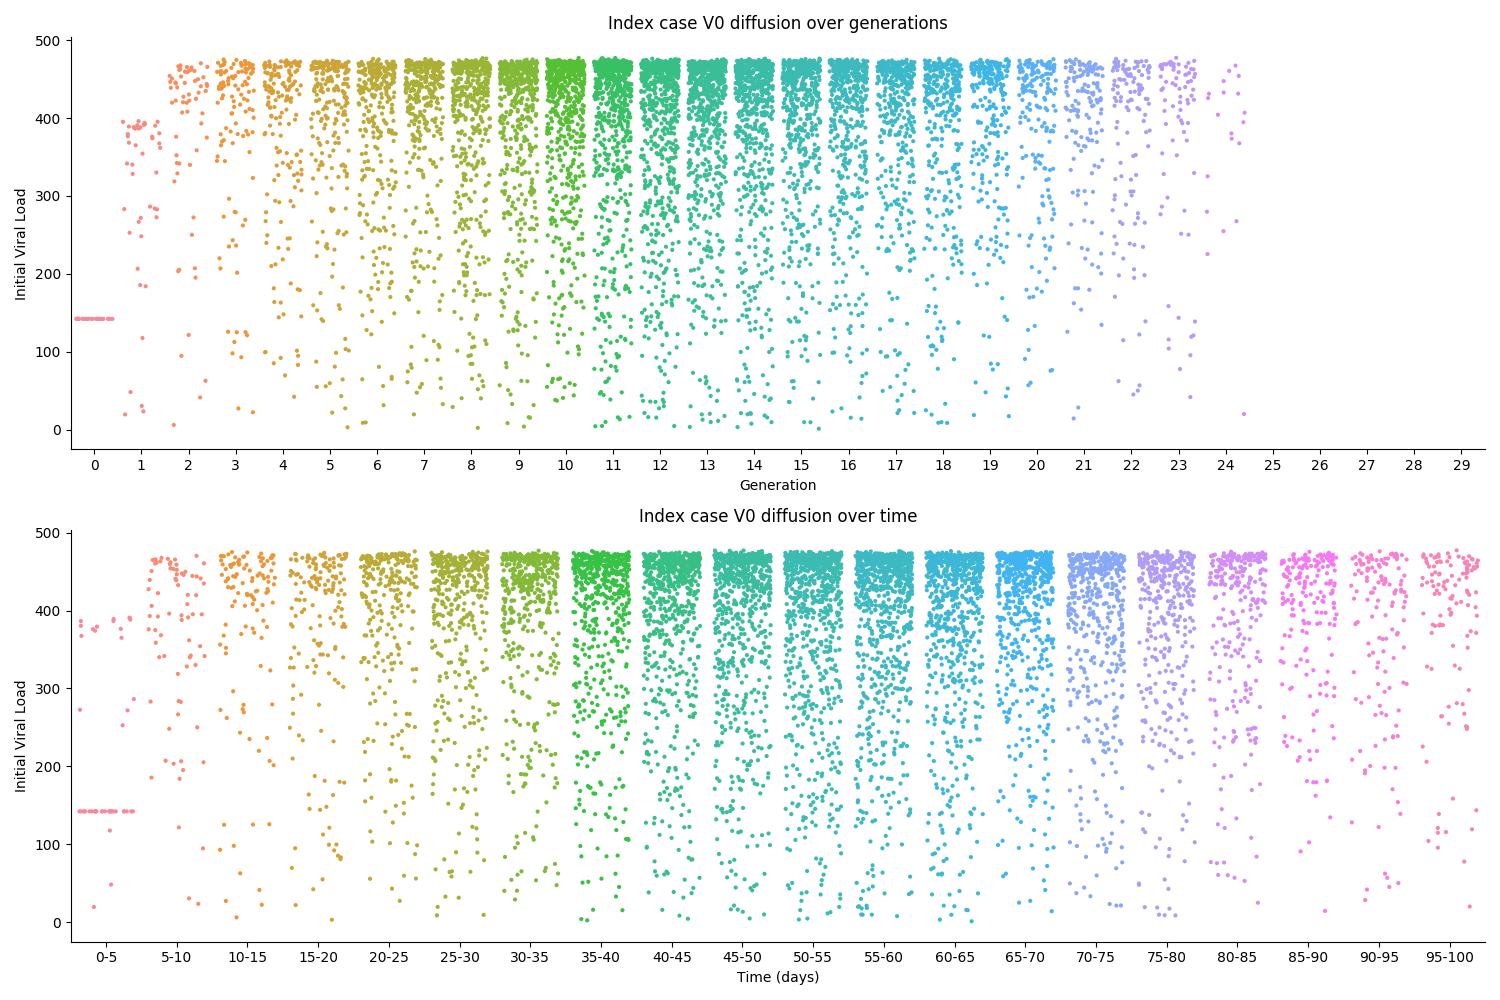 Index case V0 diffusion over generations
500
400
300
200
100
0
Initial Viral Load
0 1 2 3 4 5 6 7 8 9 10 11 12 13 14 15 16 17 18 19 20 21 22 23 24 25 26 27 28 29
Generation
Index case V0 diffusion over time
500
400
300
200
100
0
Initial Viral Load
0-5 5-10 10-15 15-20 20-25 25-30 30-35 35-40 40-45 45-50 50-55 55-60 60-65 65-70 70-75 75-80 80-85 85-90 90-95 95-100
Time (days)